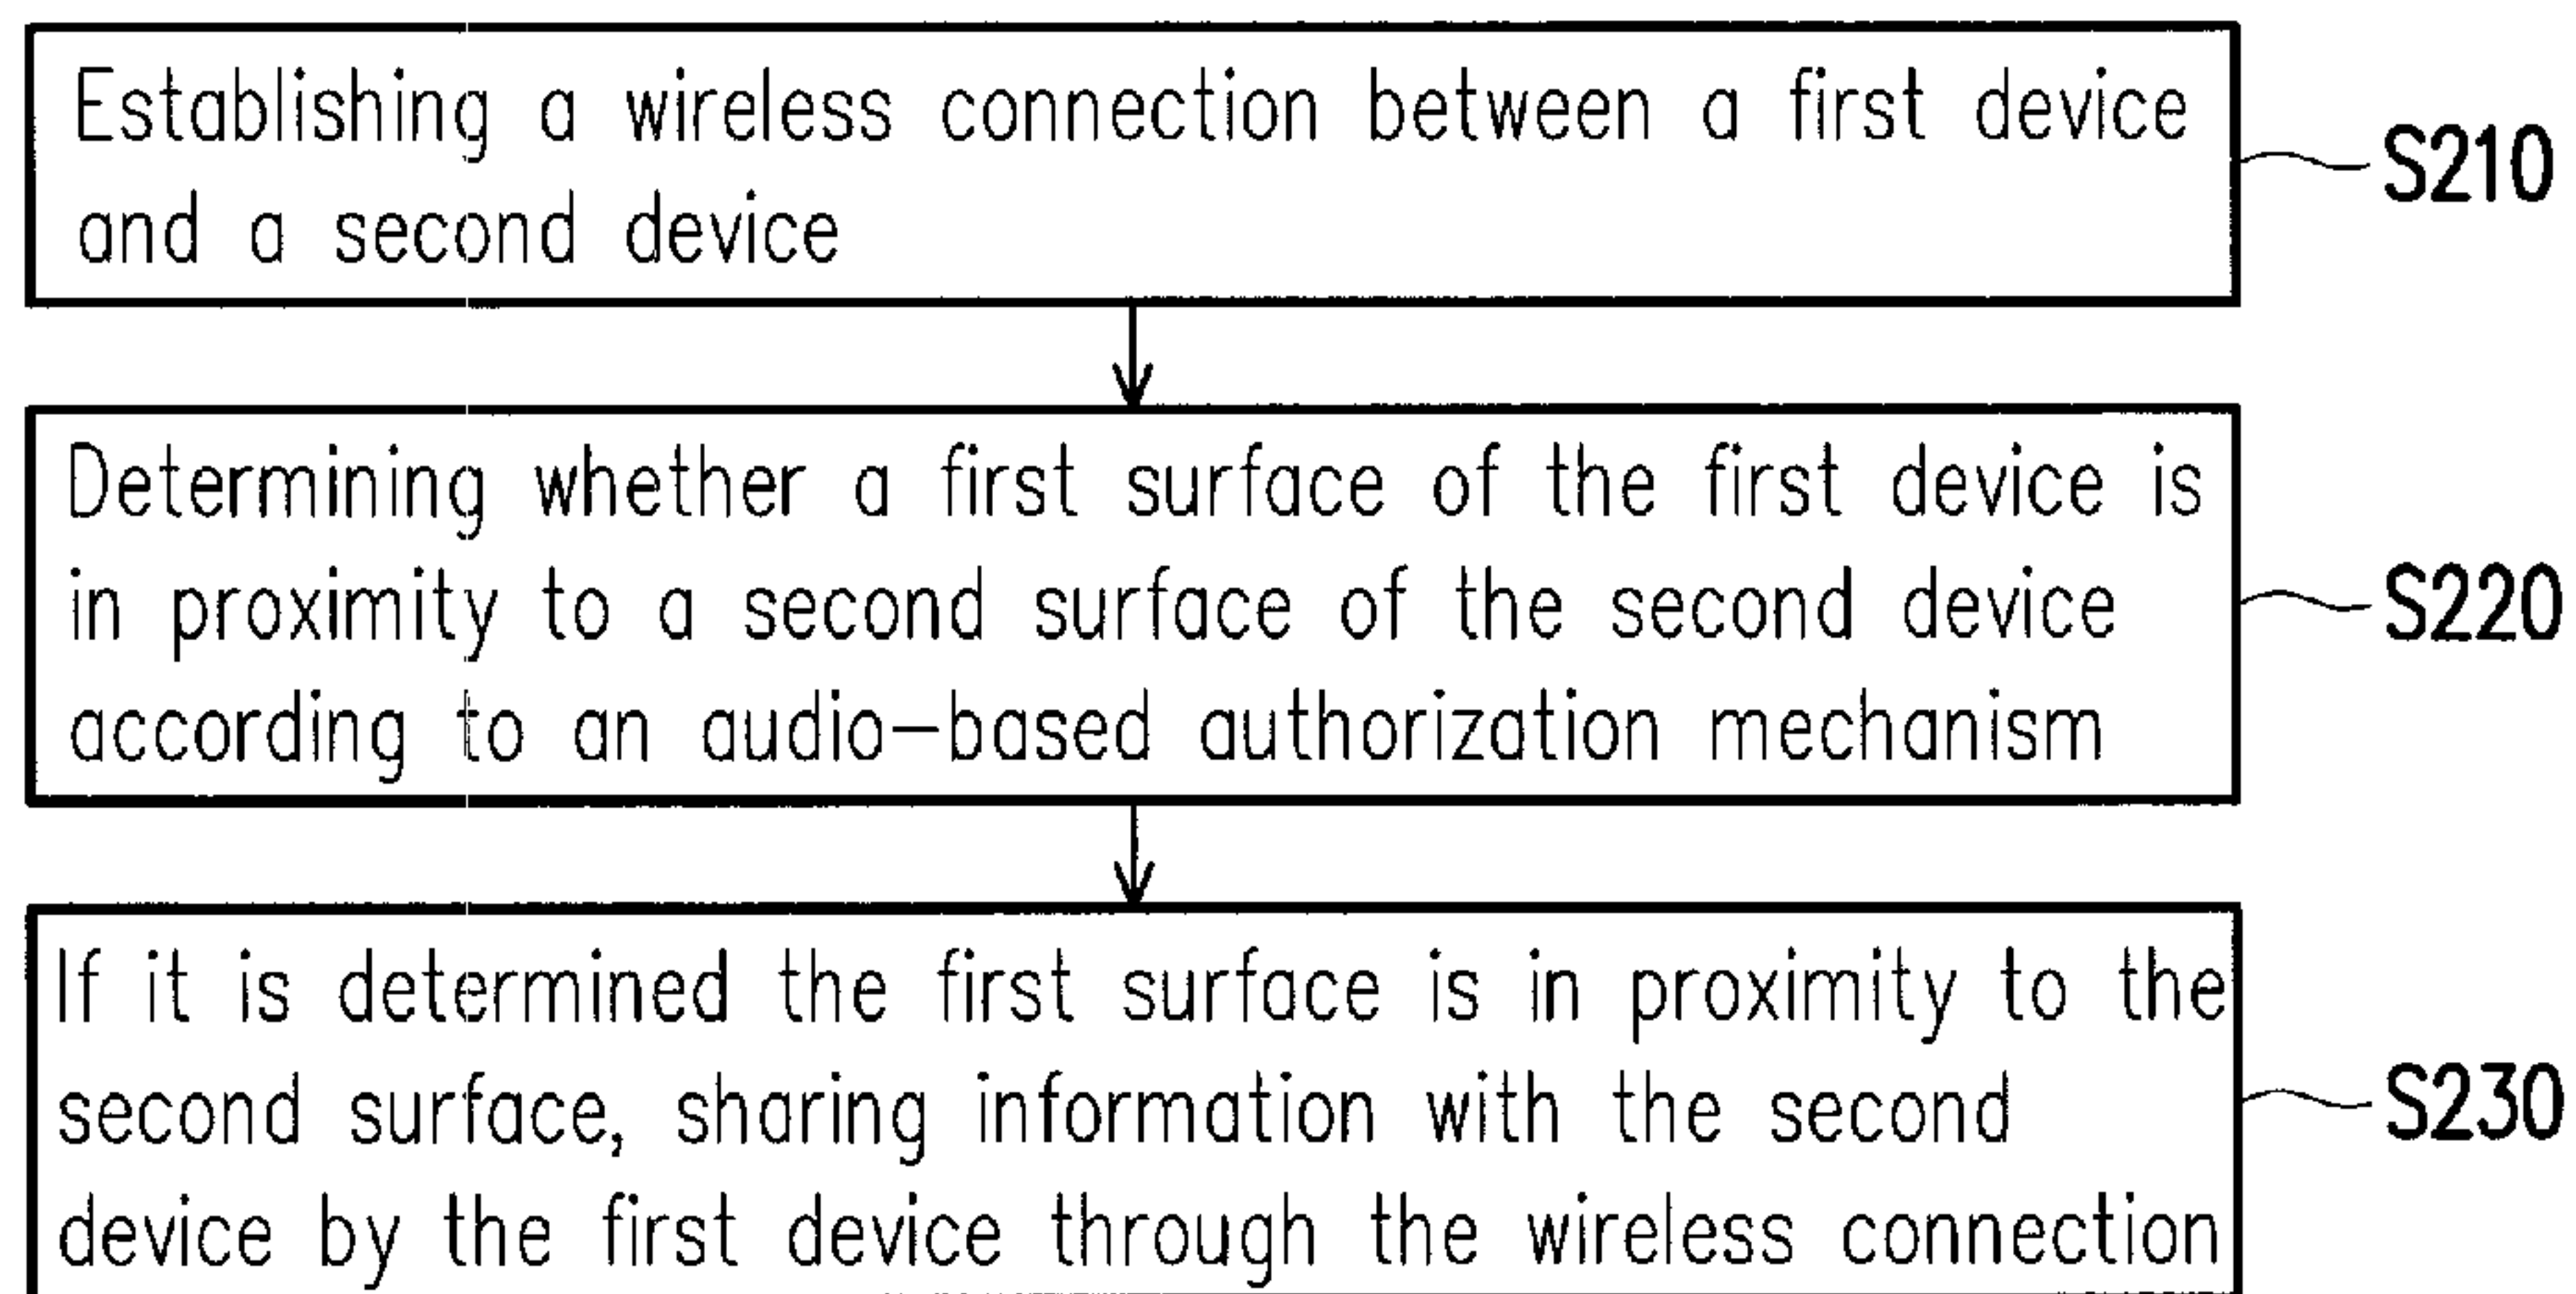 Establishing a wireless connection between a first device
and a second device
S210
Determining whether a first surface of the first device is
in proximity to a second surface of the second device
according to an audio-based authorization mechanism
S220
If it is determined the first surface is in proximity to the
second surface, sharing information with the second
device by the first device through the wireless connection
S230